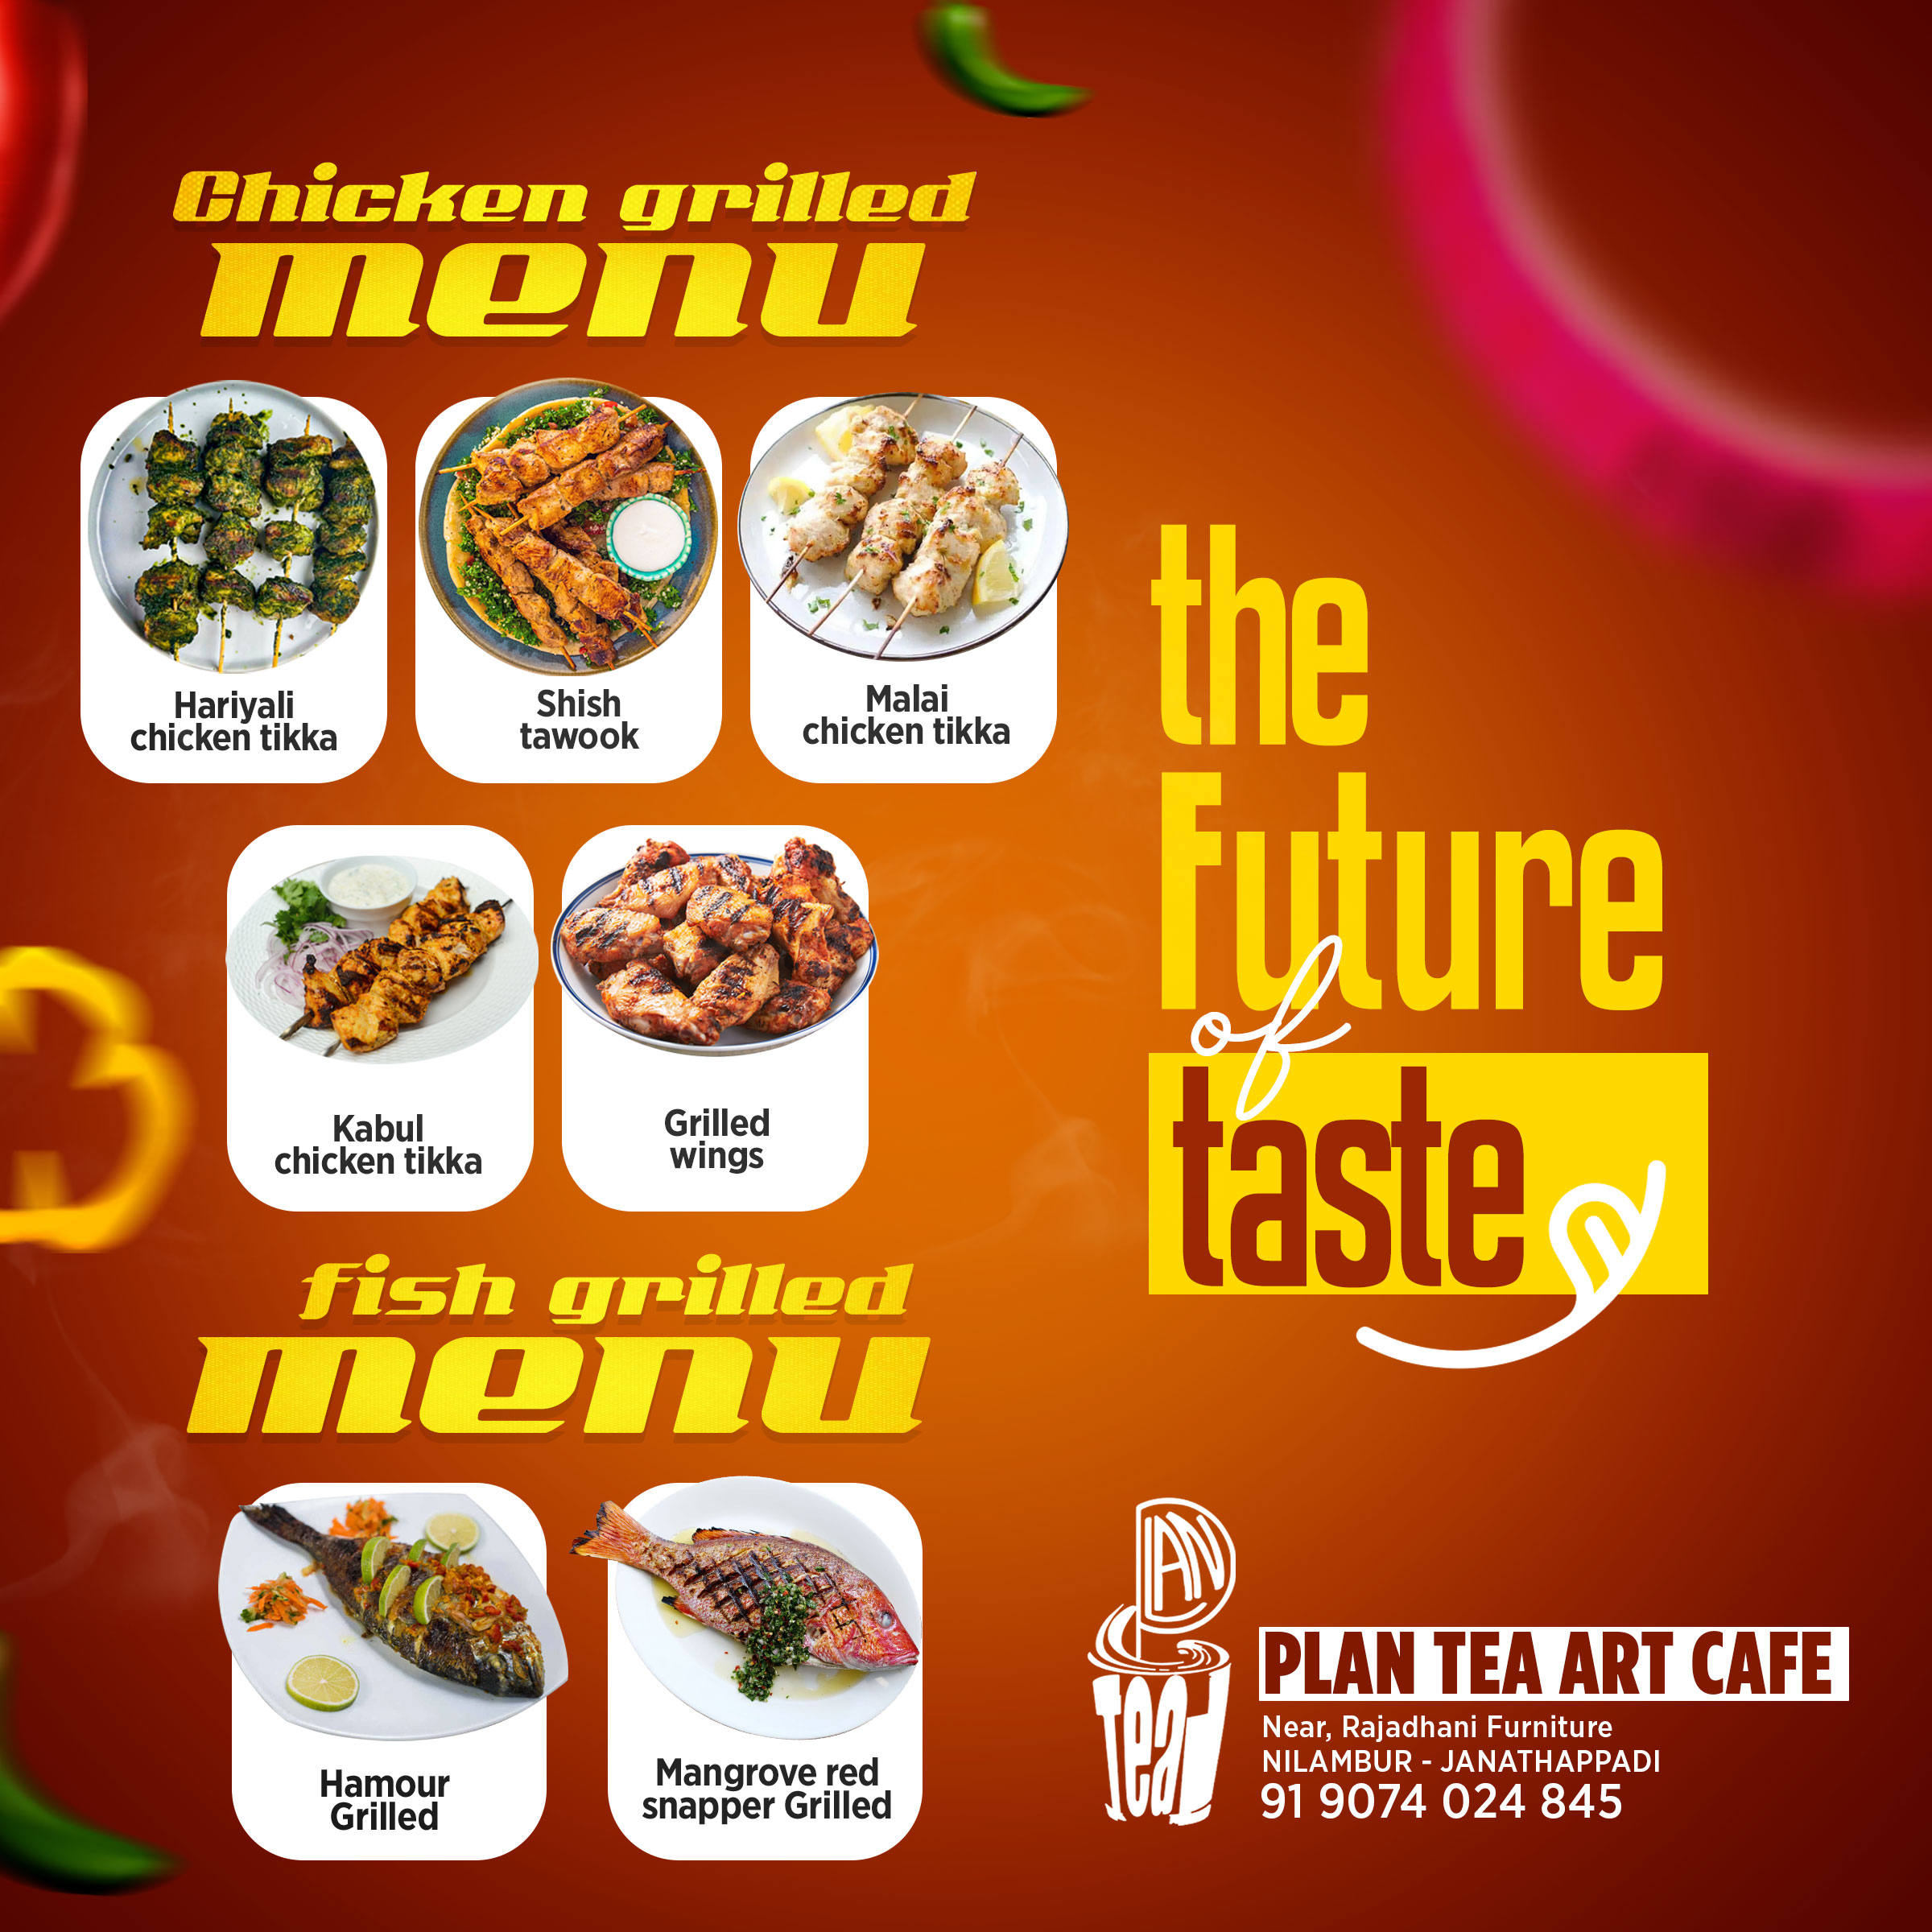 Chicken grilled
menu
Hariyali
chicken tikka
Shish
tawook
Malai
chicken tikka
Kabul
chicken tikka
Grilled
wings
fish grilled
menu
Hamour
Grilled
Mangrove red
snapper Grilled
the
Future
of
taste
PLAN
tea
PLAN TEA ART CAFE
Near, Rajadhani Furniture
NILAMBUR - JANATHAPPADI
91 9074 024 845